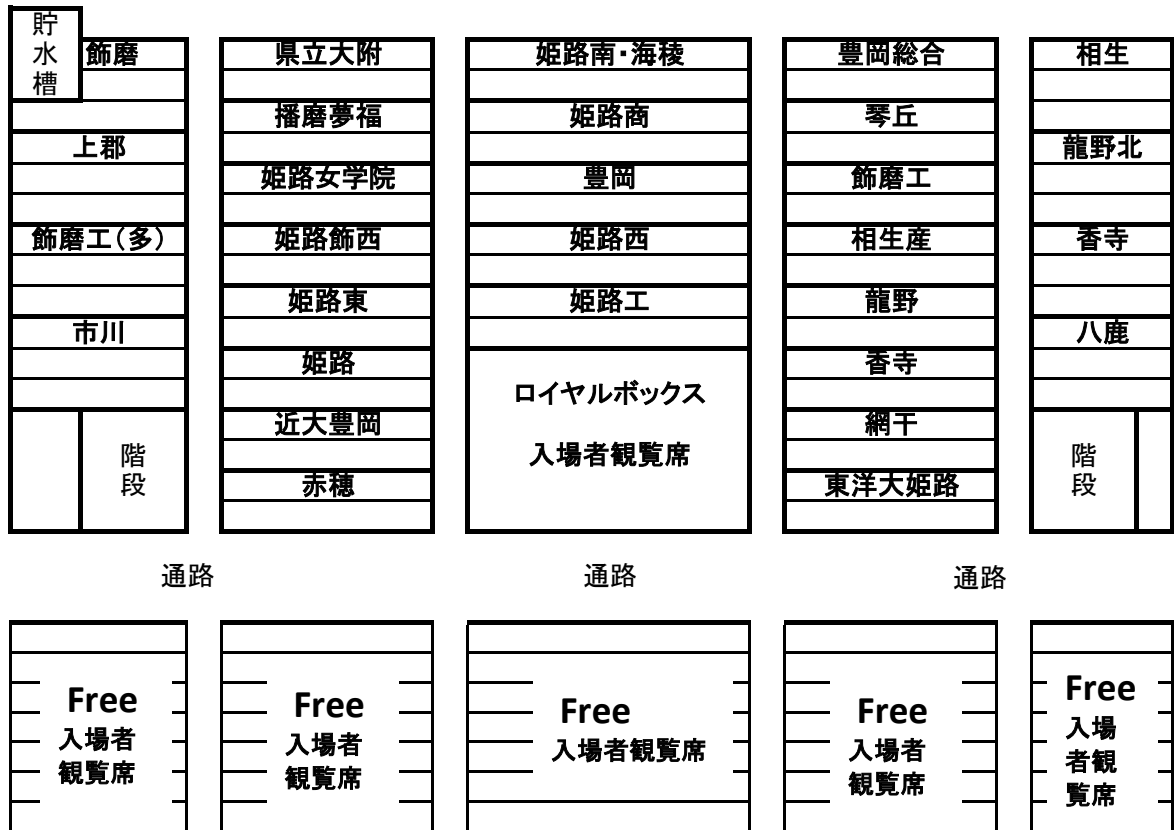 貯水槽
飾磨 県立大附 姫路南・海稜 豊岡総合 相生
播磨夢福 姫路商 琴丘
上郡 龍野北
姫路女学院 豊岡 飾磨工
飾磨工（多） 姫路飾西 姫路西 相生産 香寺
姫路東 姫路工 龍野
市川 八鹿
姫路 香寺
ロイヤルボックス
近大豊岡 網干
階段 入場者観覧席 階段
赤穂 東洋大姫路
通路 通路 通路
Free Free Free Free Free
入場者 入場者 入場者観覧席 入場者 入場
観覧席 観覧席 観覧席 者観
覧席